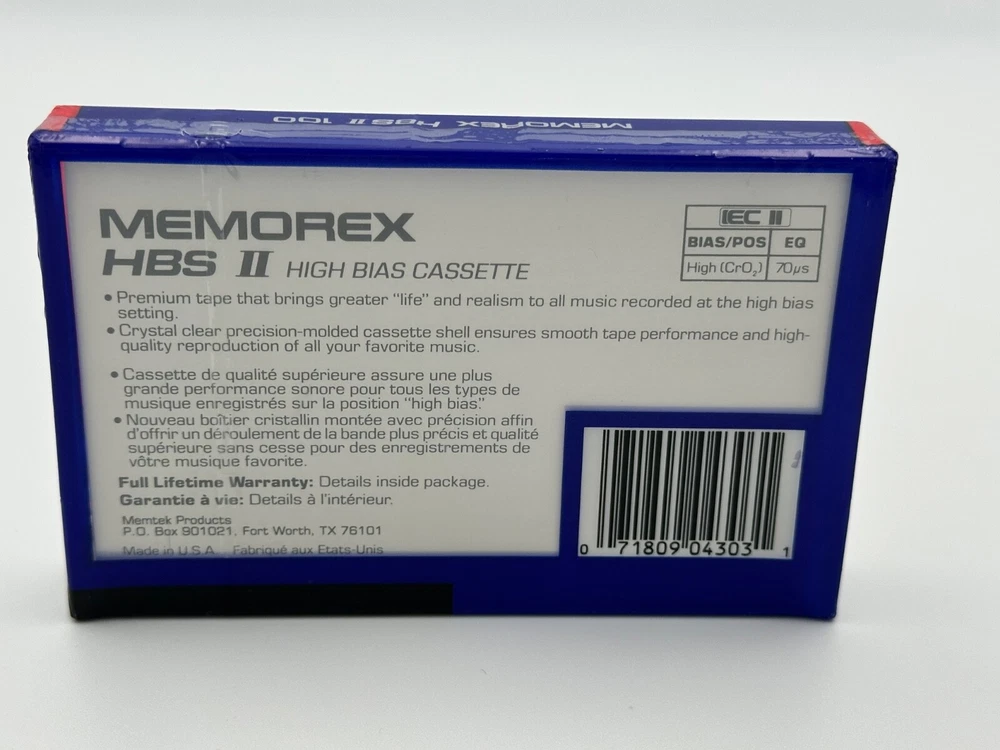 MEMOREX HBS II 100
MEMOREX
HBS II HIGH BIAS CASSETTE
IEC II
BIAS/POS EQ
High (CrO₂) 70µs
• Premium tape that brings greater "life" and realism to all music recorded at the high bias
setting.
• Crystal clear precision-molded cassette shell ensures smooth tape performance and high-
quality reproduction of all your favorite music.
• Cassette de qualité supérieure assure une plus
grande performance sonore pour tous les types de
musique enregistrés sur la position "high bias."
• Nouveau boîtier cristallin montée avec précision affin
d'offrir un déroulement de la bande plus précis et qualité
supérieure sans cesse pour des enregistrements de
vôtre musique favorite.
Full Lifetime Warranty: Details inside package.
Garantie à vie: Details à l'intérieur.
Memtek Products
P.O. Box 901021, Fort Worth, TX 76101
Made in U.S.A. Fabriqué aux Etats-Unis
0 71809 04303 1